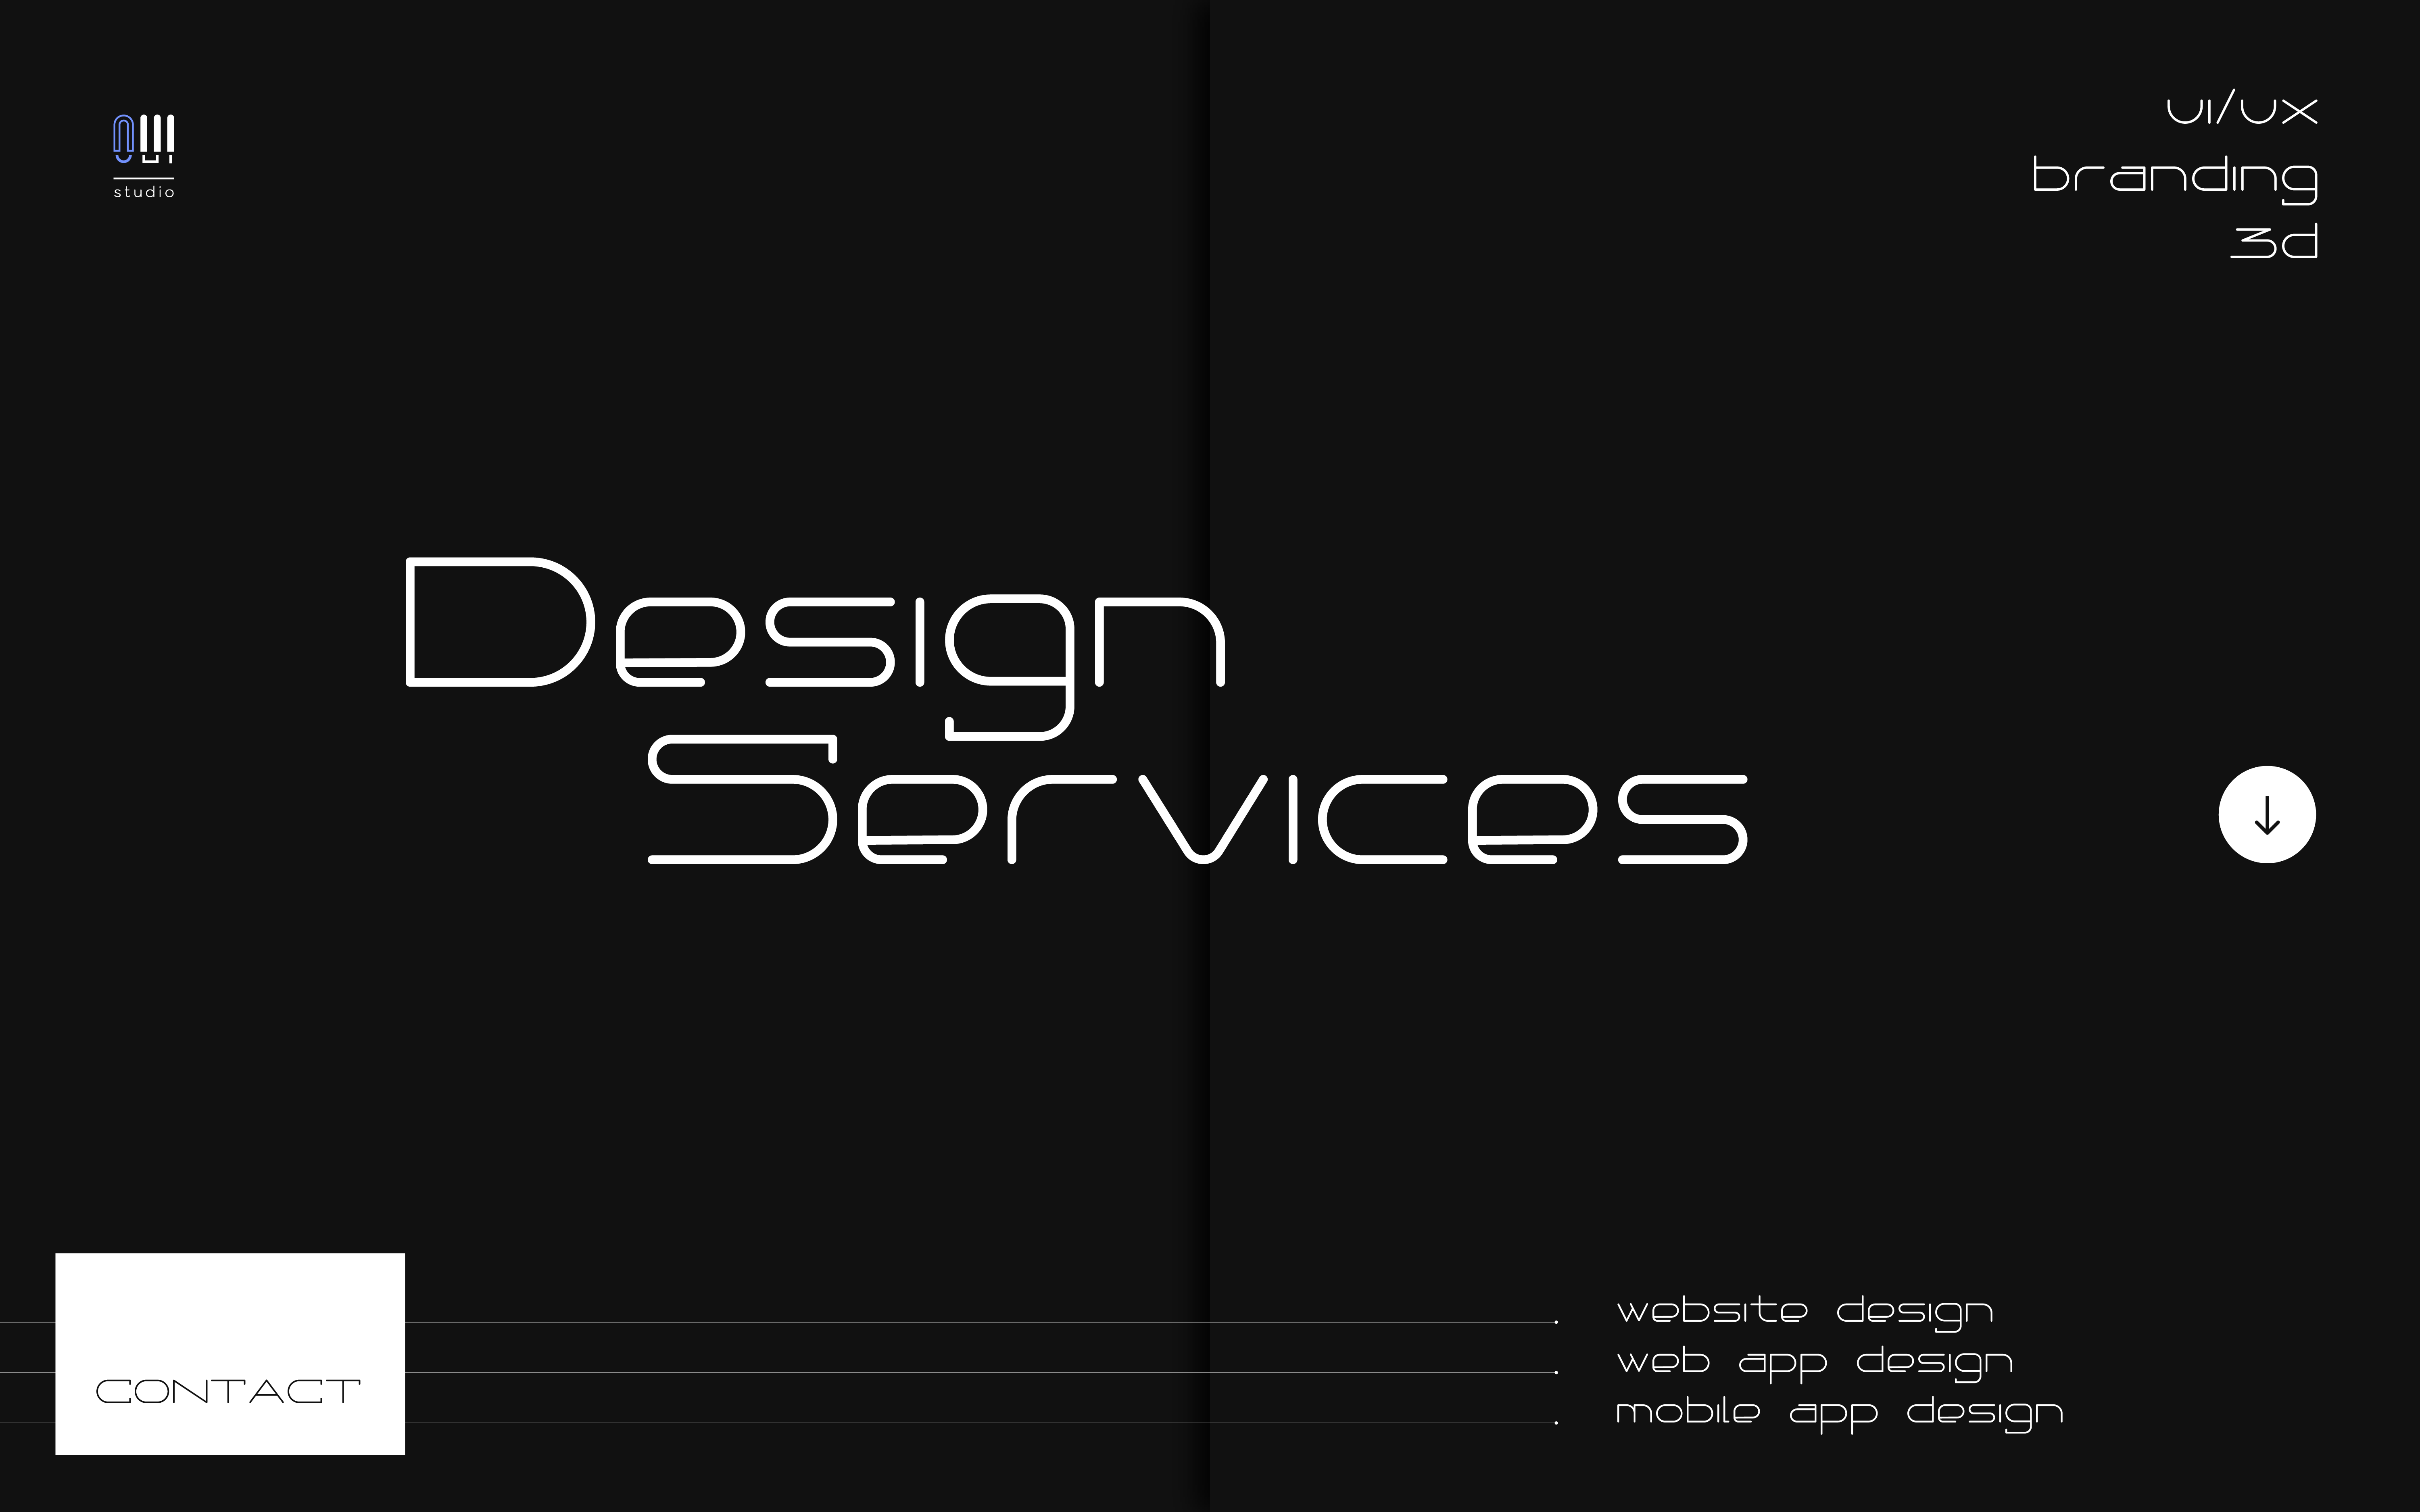 studio
ui/ux
branding
3d
Design
Services
website design
web app design
mobile app design
CONTACT